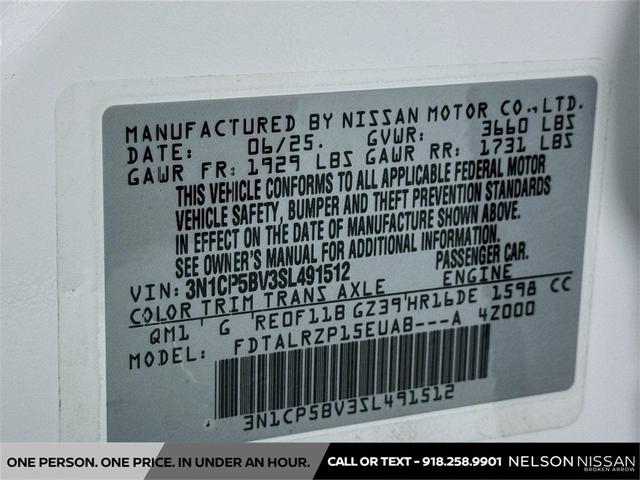 MANUFACTURED BY NISSAN MOTOR CO., LTD.
DATE: 06/25. GVWR: 3660 LBS
GAWR FR: 1929 LBS GAWR RR: 1731 LBS
THIS VEHICLE CONFORMS TO ALL APPLICABLE FEDERAL MOTOR
VEHICLE SAFETY, BUMPER AND THEFT PREVENTION STANDARDS
IN EFFECT ON THE DATE OF MANUFACTURE SHOWN ABOVE.
SEE OWNER'S MANUAL FOR ADDITIONAL INFORMATION.
VIN: 3N1CP5BV3SL491512 PASSENGER CAR.
COLOR TRIM TRANS AXLE ENGINE
QM1 ' G ' RE0F11B GZ39'HR16DE 1598 CC
MODEL: FDTALRZP15EUAB---A 4Z000
3N1CP5BV3SL491512
ONE PERSON. ONE PRICE. IN UNDER AN HOUR. CALL OR TEXT - 918.258.9901 NELSON NISSAN
BROKEN ARROW